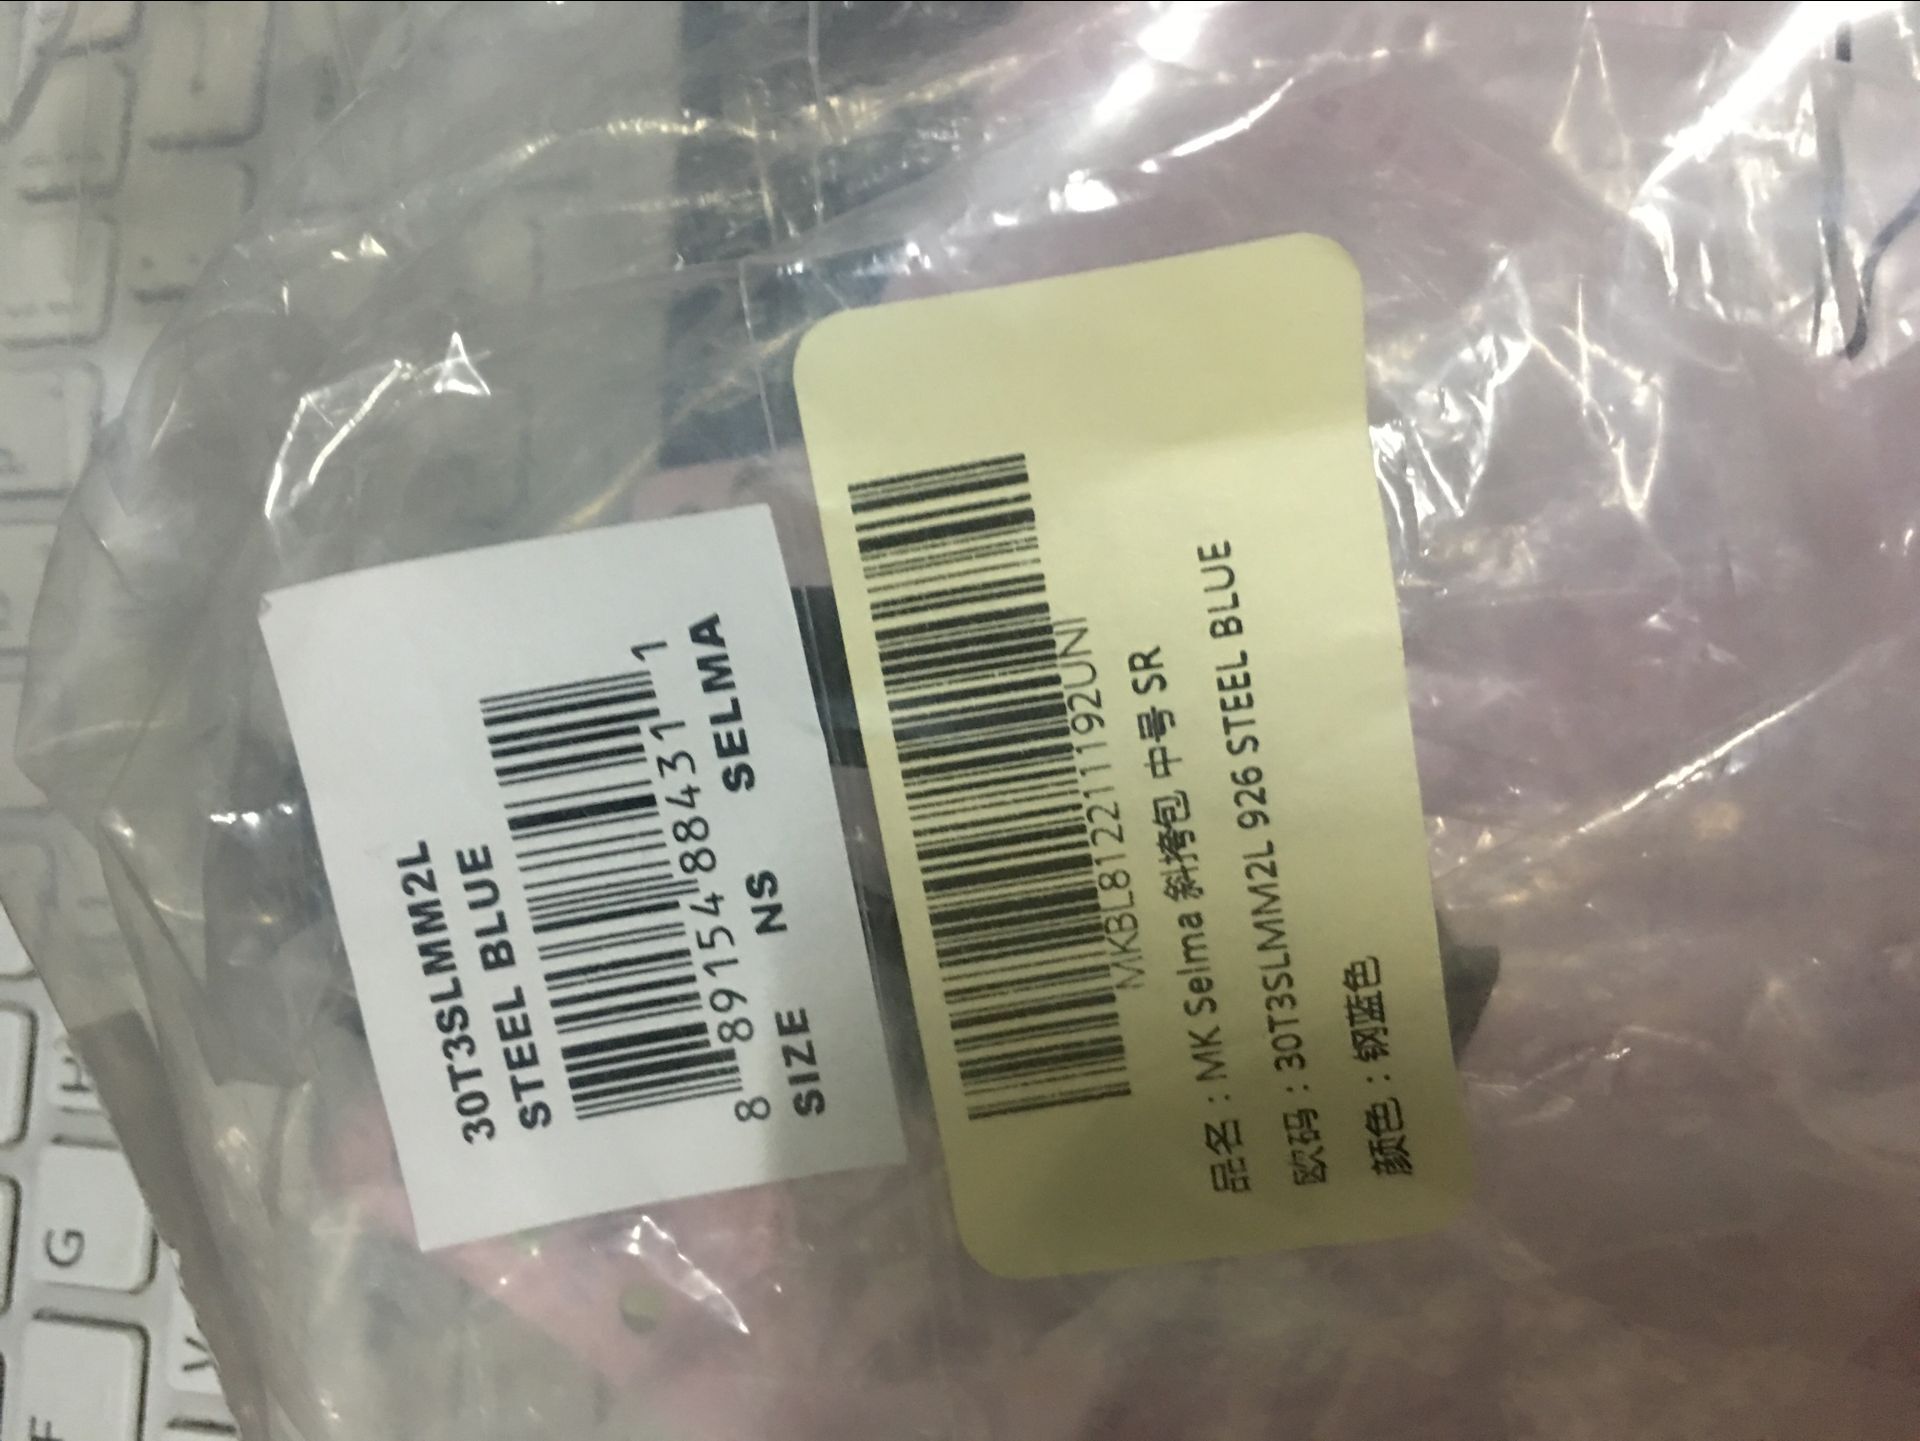 30T3SLMM2L
STEEL BLUE
8 89154 88431 1
SIZE NS SELMA
MKBL812211192UNI
品名：MK Selma 斜挎包 中号 SR
欧码：30T3SLMM2L 926 STEEL BLUE
颜色：钢蓝色
P
H
G
V
F